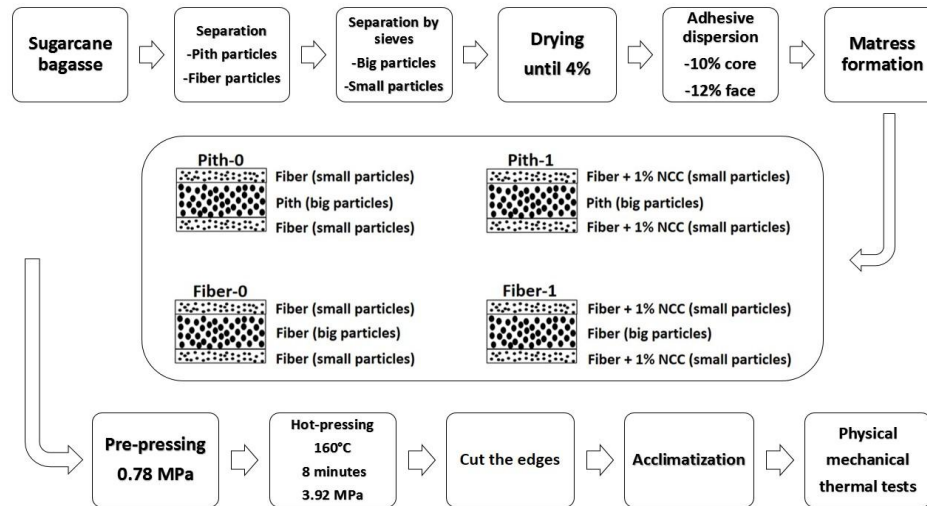 Sugarcane
bagasse
Separation
-Pith particles
-Fiber particles
Separation by
sieves
-Big particles
-Small particles
Drying
until 4%
Adhesive
dispersion
-10% core
-12% face
Matress
formation
Pith-0
Fiber (small particles)
Pith (big particles)
Fiber (small particles)
Pith-1
Fiber + 1% NCC (small particles)
Pith (big particles)
Fiber + 1% NCC (small particles)
Fiber-0
Fiber (small particles)
Fiber (big particles)
Fiber (small particles)
Fiber-1
Fiber + 1% NCC (small particles)
Fiber (big particles)
Fiber + 1% NCC (small particles)
Pre-pressing
0.78 MPa
Hot-pressing
160°C
8 minutes
3.92 MPa
Cut the edges
Acclimatization
Physical
mechanical
thermal tests